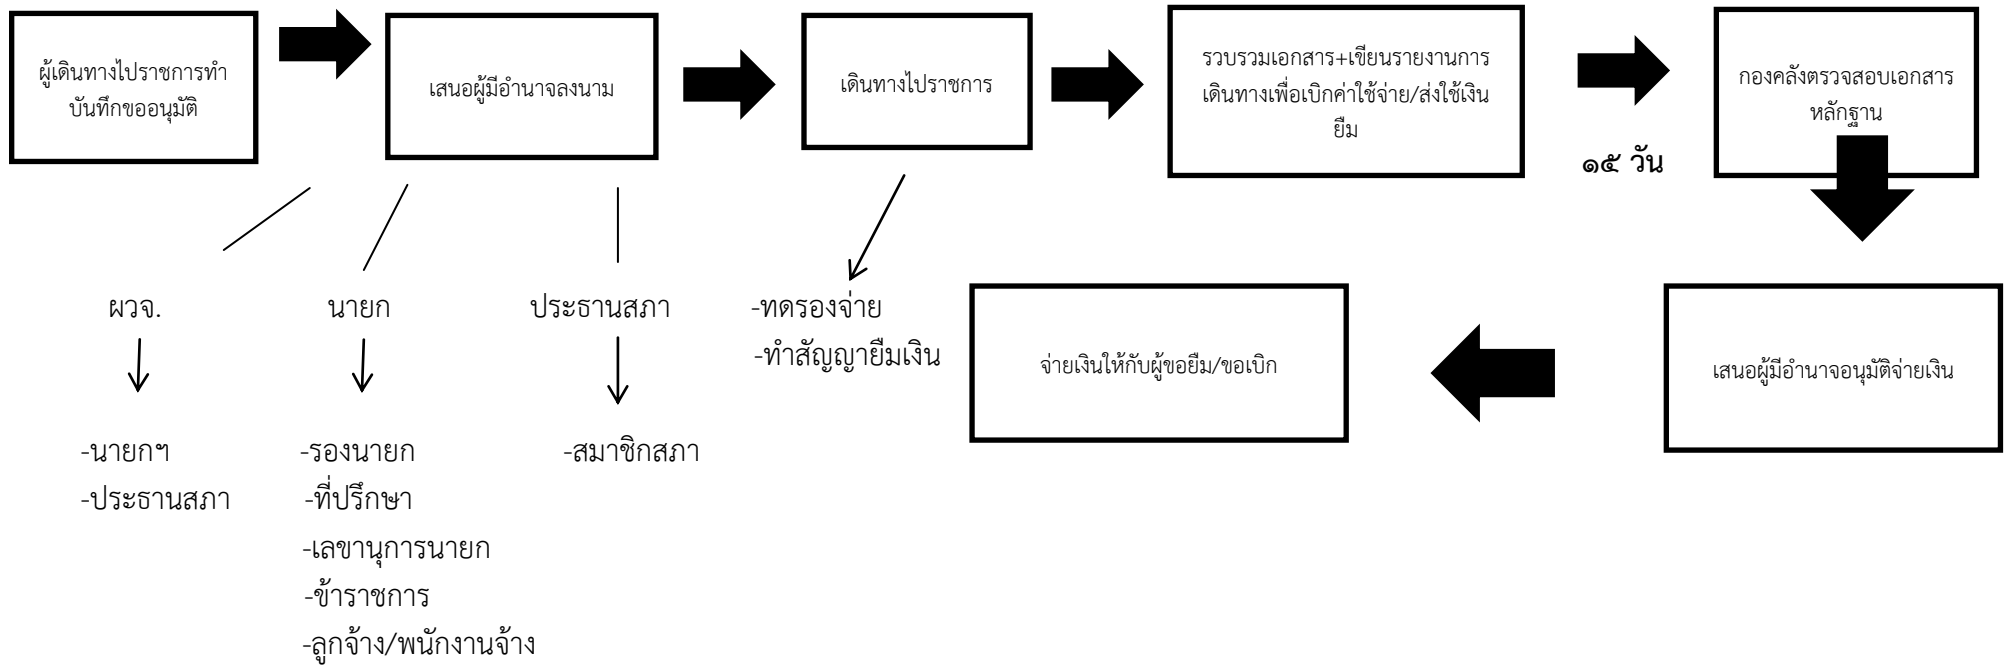 ผู้เดินทางไปราชการทำ
บันทึกขออนุมัติ
เสนอผู้มีอำนาจลงนาม
เดินทางไปราชการ
รวบรวมเอกสาร+เขียนรายงานการ
เดินทางเพื่อเบิกค่าใช้จ่าย/ส่งใช้เงิน
ยืม
๑๕ วัน
กองคลังตรวจสอบเอกสาร
หลักฐาน
ผวจ.
-นายกฯ
-ประธานสภา
นายก
-รองนายก
-ที่ปรึกษา
-เลขานุการนายก
-ข้าราชการ
-ลูกจ้าง/พนักงานจ้าง
ประธานสภา
-สมาชิกสภา
-ทดรองจ่าย
-ทำสัญญายืมเงิน
เสนอผู้มีอำนาจอนุมัติจ่ายเงิน
จ่ายเงินให้กับผู้ขอยืม/ขอเบิก